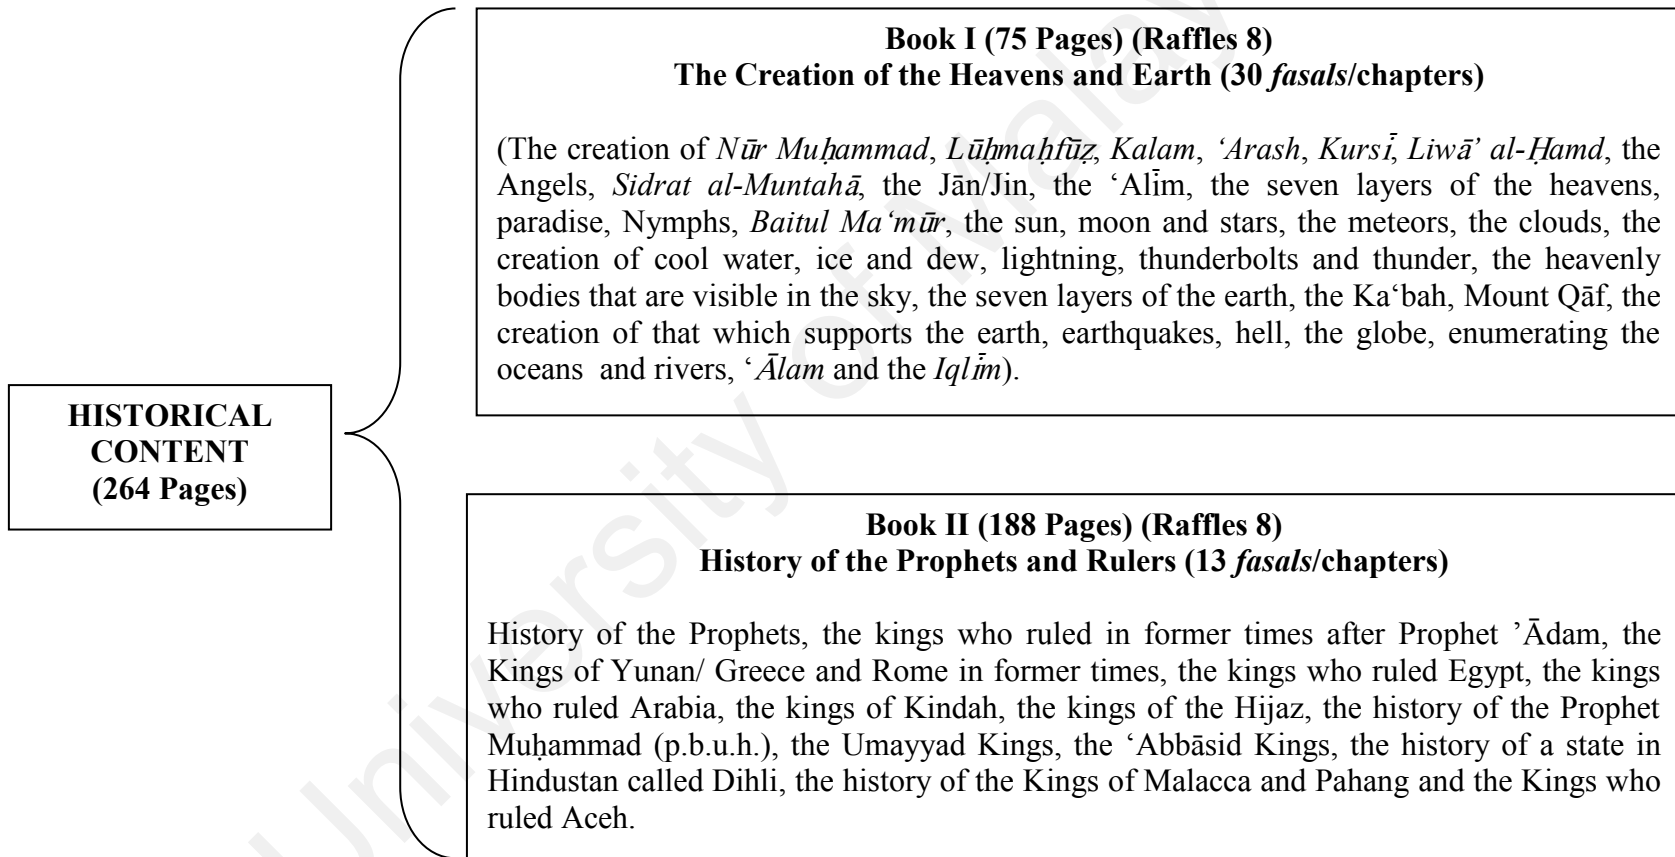 Book I (75 Pages) (Raffles 8)
The Creation of the Heavens and Earth (30 fasals/chapters)
(The creation of Nūr Muḥammad, Lūḥmaḥfūẓ, Kalam, ‘Arash, Kursī, Liwā’ al-Ḥamd, the
Angels, Sidrat al-Muntahā, the Jān/Jin, the ‘Alīm, the seven layers of the heavens,
paradise, Nymphs, Baitul Ma‘mūr, the sun, moon and stars, the meteors, the clouds, the
creation of cool water, ice and dew, lightning, thunderbolts and thunder, the heavenly
bodies that are visible in the sky, the seven layers of the earth, the Ka‘bah, Mount Qāf, the
creation of that which supports the earth, earthquakes, hell, the globe, enumerating the
oceans and rivers, ‘Ālam and the Iqlīm).
HISTORICAL
CONTENT
(264 Pages)
Book II (188 Pages) (Raffles 8)
History of the Prophets and Rulers (13 fasals/chapters)
History of the Prophets, the kings who ruled in former times after Prophet ’Ādam, the
Kings of Yunan/ Greece and Rome in former times, the kings who ruled Egypt, the kings
who ruled Arabia, the kings of Kindah, the kings of the Hijaz, the history of the Prophet
Muḥammad (p.b.u.h.), the Umayyad Kings, the ‘Abbāsid Kings, the history of a state in
Hindustan called Dihli, the history of the Kings of Malacca and Pahang and the Kings who
ruled Aceh.
University of Malay